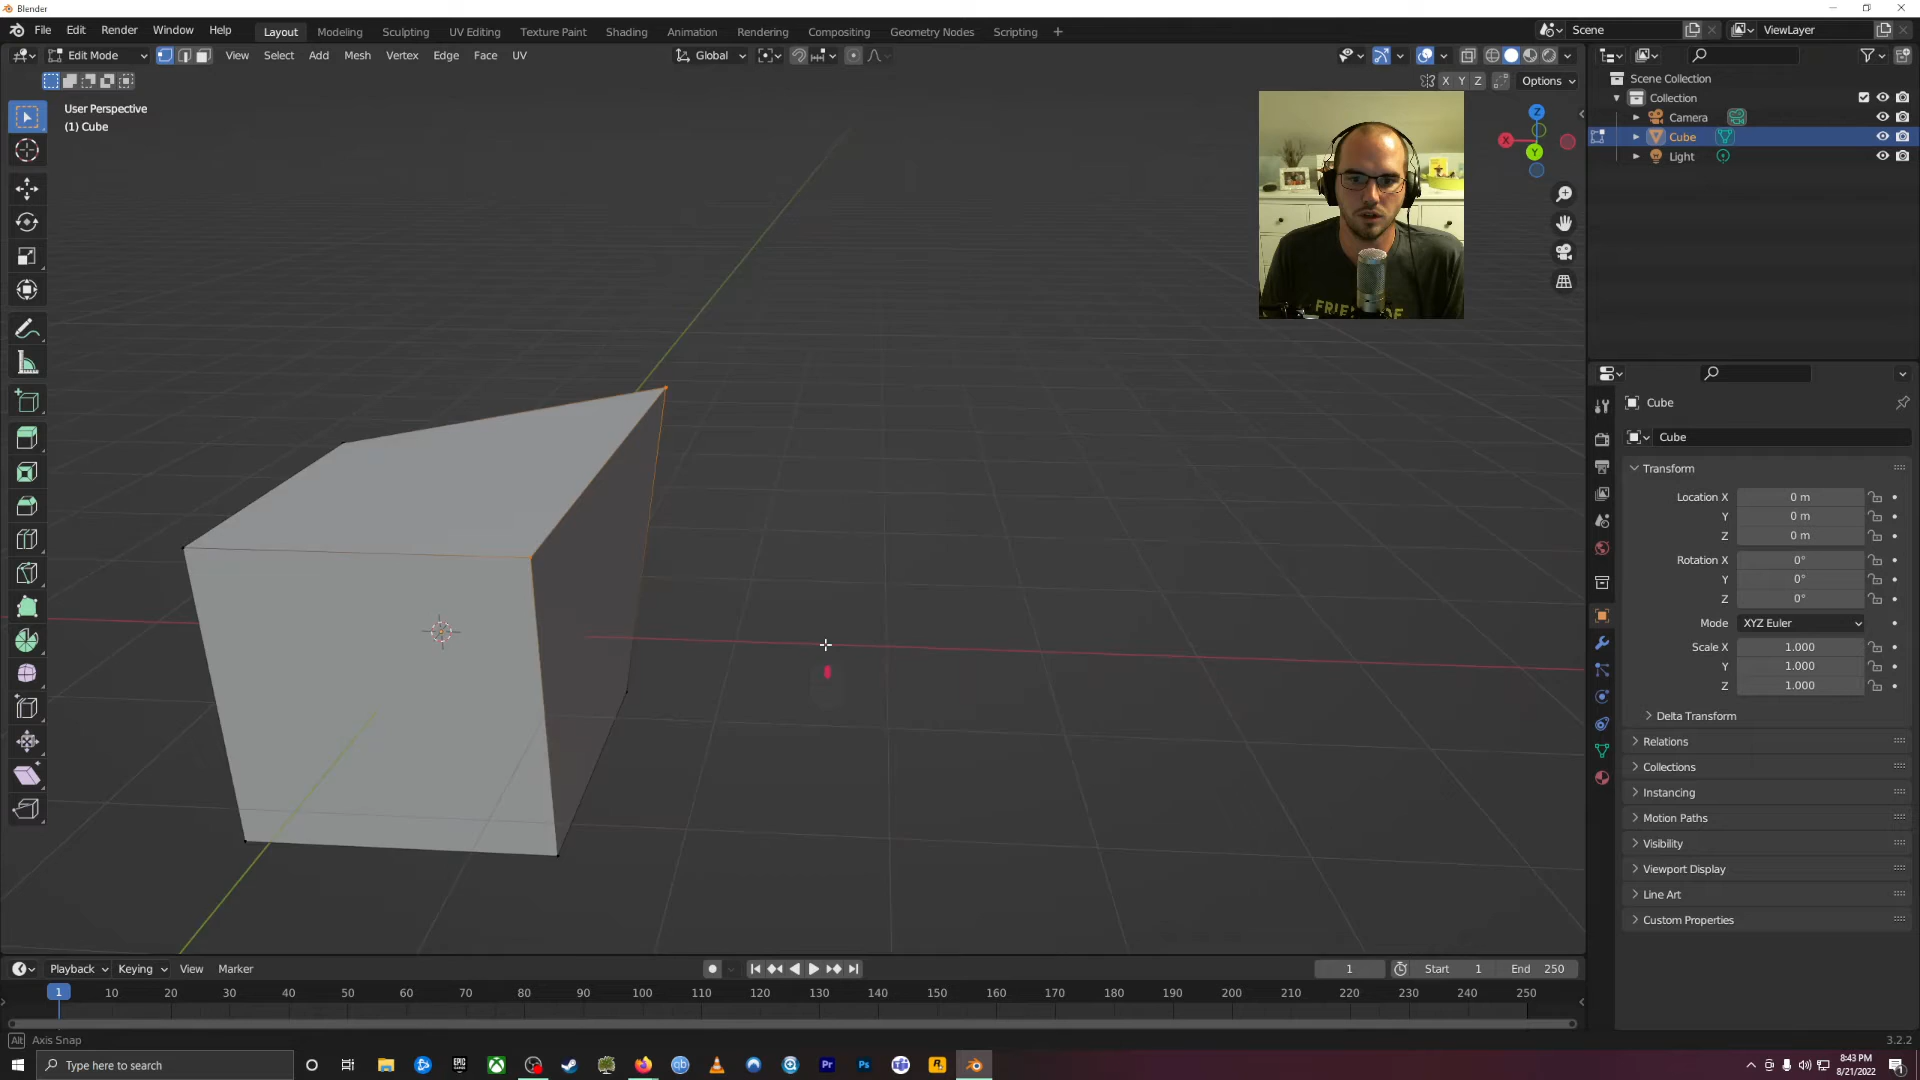 Blender
File Edit Render Window Help Layout Modeling Sculpting UV Editing Texture Paint Shading Animation Rendering Compositing Geometry Nodes Scripting + Scene ViewLayer
Edit Mode View Select Add Mesh Vertex Edge Face UV Global
X Y Z Options
User Perspective
(1) Cube
Z
X
Y
Scene Collection
Collection
Camera
Cube
Light
Cube
Cube
Transform
Location X 0 m
Y 0 m
Z 0 m
Rotation X 0°
Y 0°
Z 0°
Mode XYZ Euler
Scale X 1.000
Y 1.000
Z 1.000
Delta Transform
Relations
Collections
Instancing
Motion Paths
Visibility
Viewport Display
Line Art
Custom Properties
Playback Keying View Marker 1 Start 1 End 250
1 10 20 30 40 50 60 70 80 90 100 110 120 130 140 150 160 170 180 190 200 210 220 230 240 250
Alt Axis Snap 3.2.2
Type here to search
EPIC
qb
Pr
Ps
R
8:43 PM
8/21/2022
1